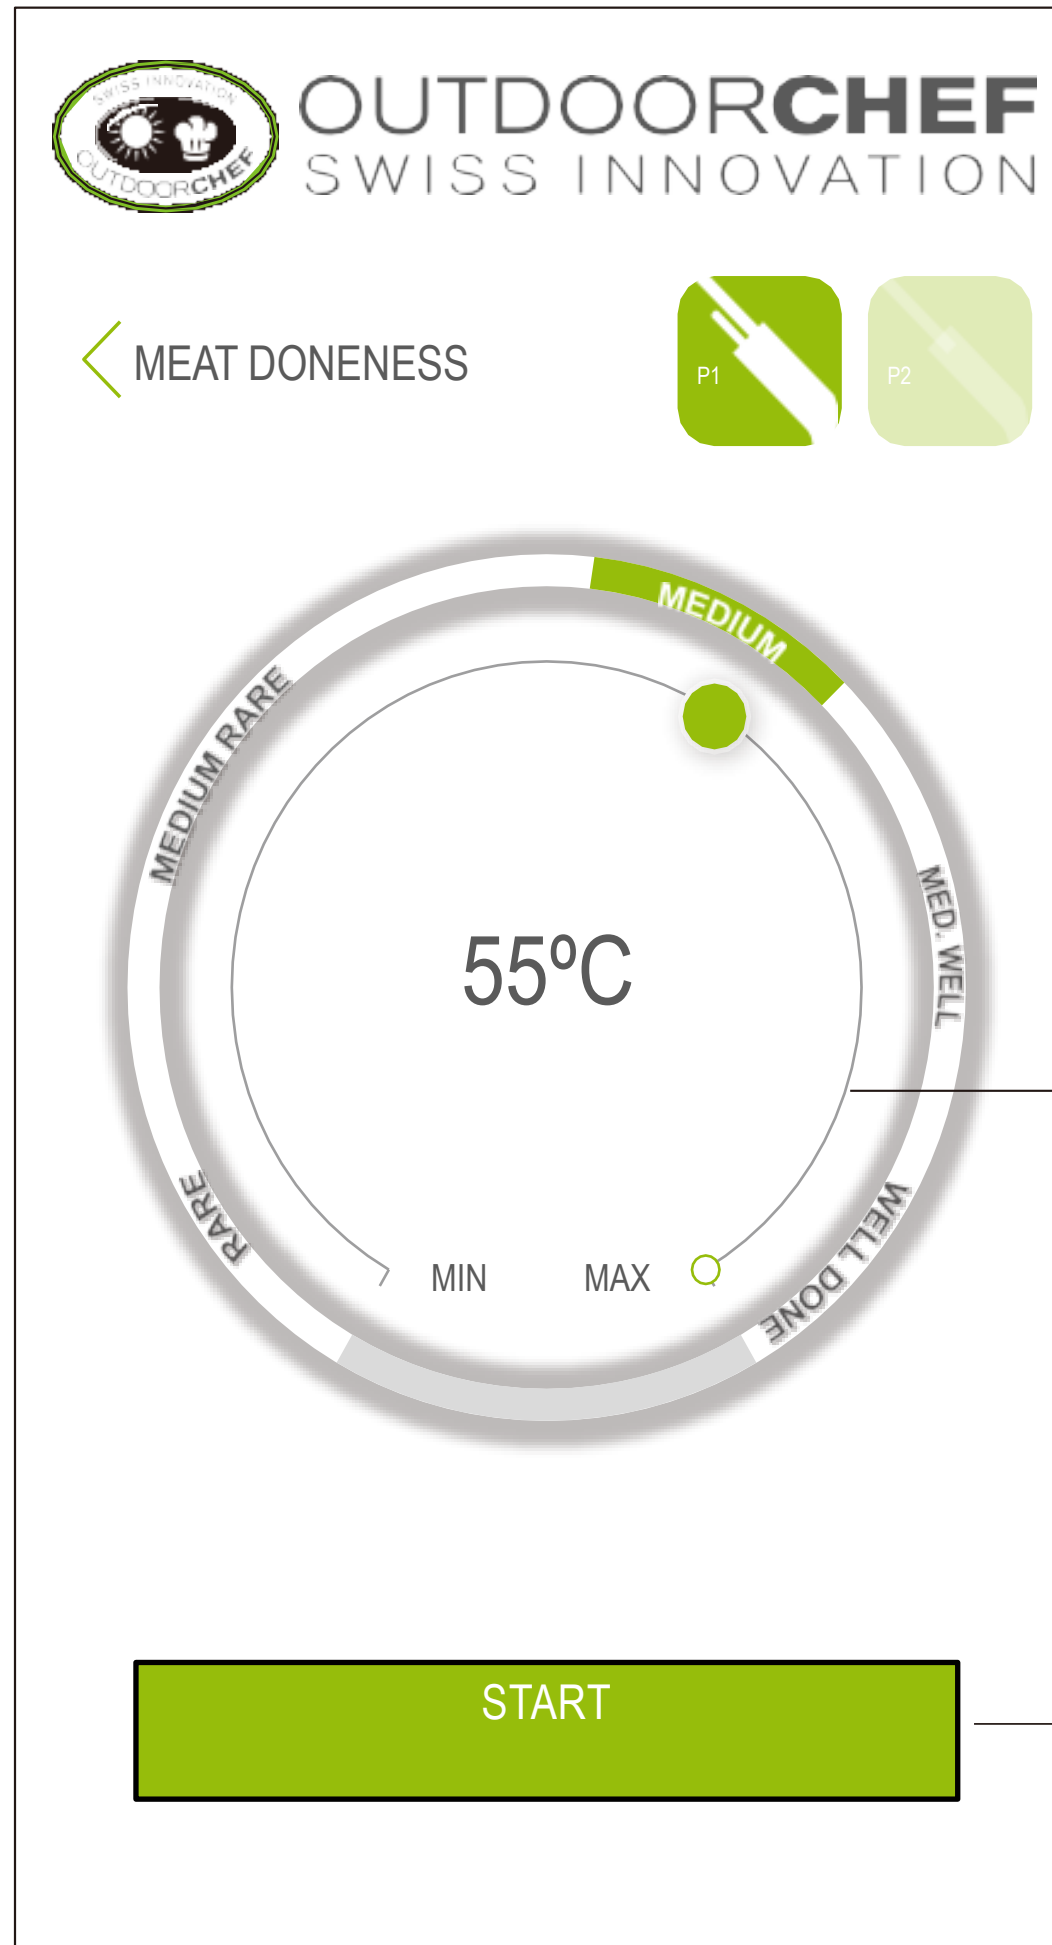 SWISS INNOVATION
OUTDOORCHEF
OUTDOORCHEF
SWISS INNOVATION
MEAT DONENESS
P1
P2
MEDIUM
MEDIUM RARE
MED. WELL
55ºC
RARE
WELL DONE
MIN
MAX
START